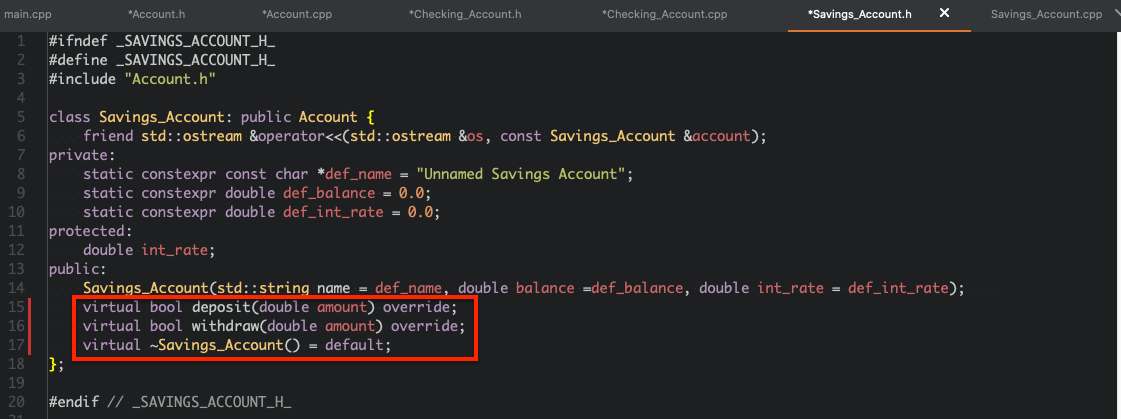 main.cpp *Account.h *Account.cpp *Checking_Account.h *Checking_Account.cpp *Savings_Account.h × Savings_Account.cpp
1 #ifndef _SAVINGS_ACCOUNT_H_
2 #define _SAVINGS_ACCOUNT_H_
3 #include "Account.h"
4
5 class Savings_Account: public Account {
6 friend std::ostream &operator<<(std::ostream &os, const Savings_Account &account);
7 private:
8 static constexpr const char *def_name = "Unnamed Savings Account";
9 static constexpr double def_balance = 0.0;
10 static constexpr double def_int_rate = 0.0;
11 protected:
12 double int_rate;
13 public:
14 Savings_Account(std::string name = def_name, double balance =def_balance, double int_rate = def_int_rate);
15 virtual bool deposit(double amount) override;
16 virtual bool withdraw(double amount) override;
17 virtual ~Savings_Account() = default;
18 };
19
20 #endif // _SAVINGS_ACCOUNT_H_